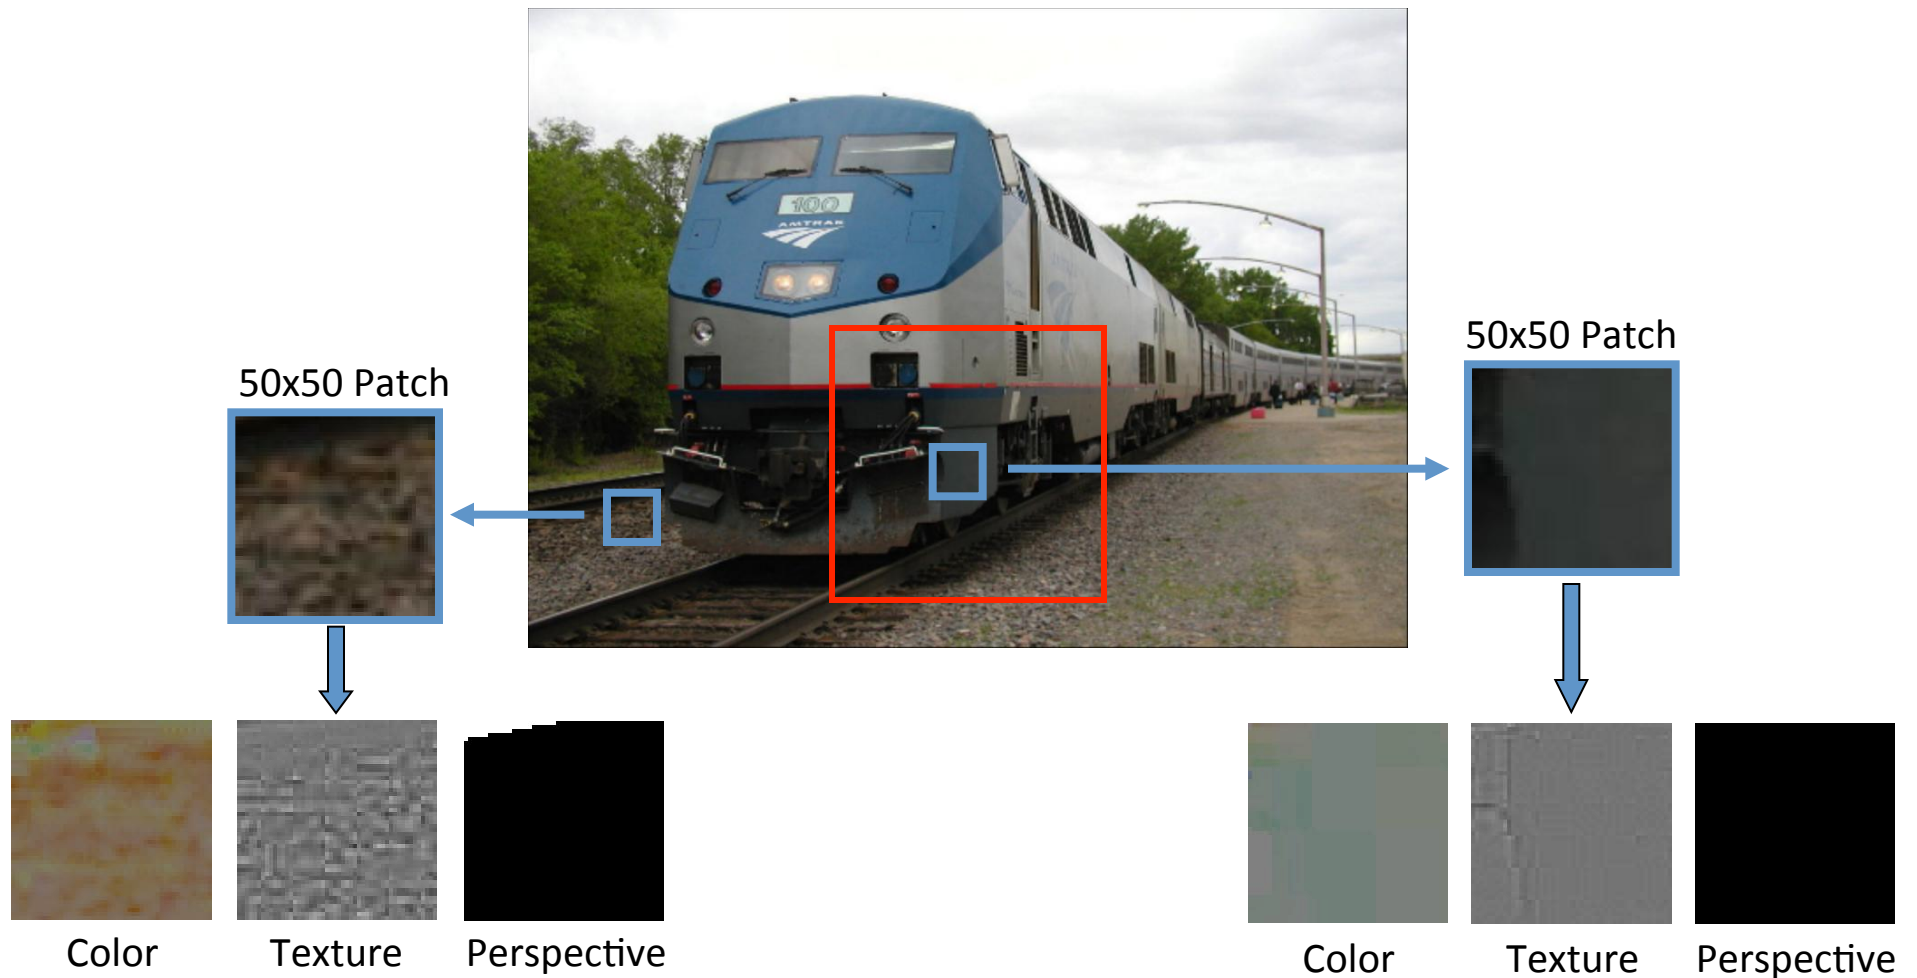 100
AMTRAK
50x50 Patch
50x50 Patch
Color
Texture
Perspective
Color
Texture
Perspective